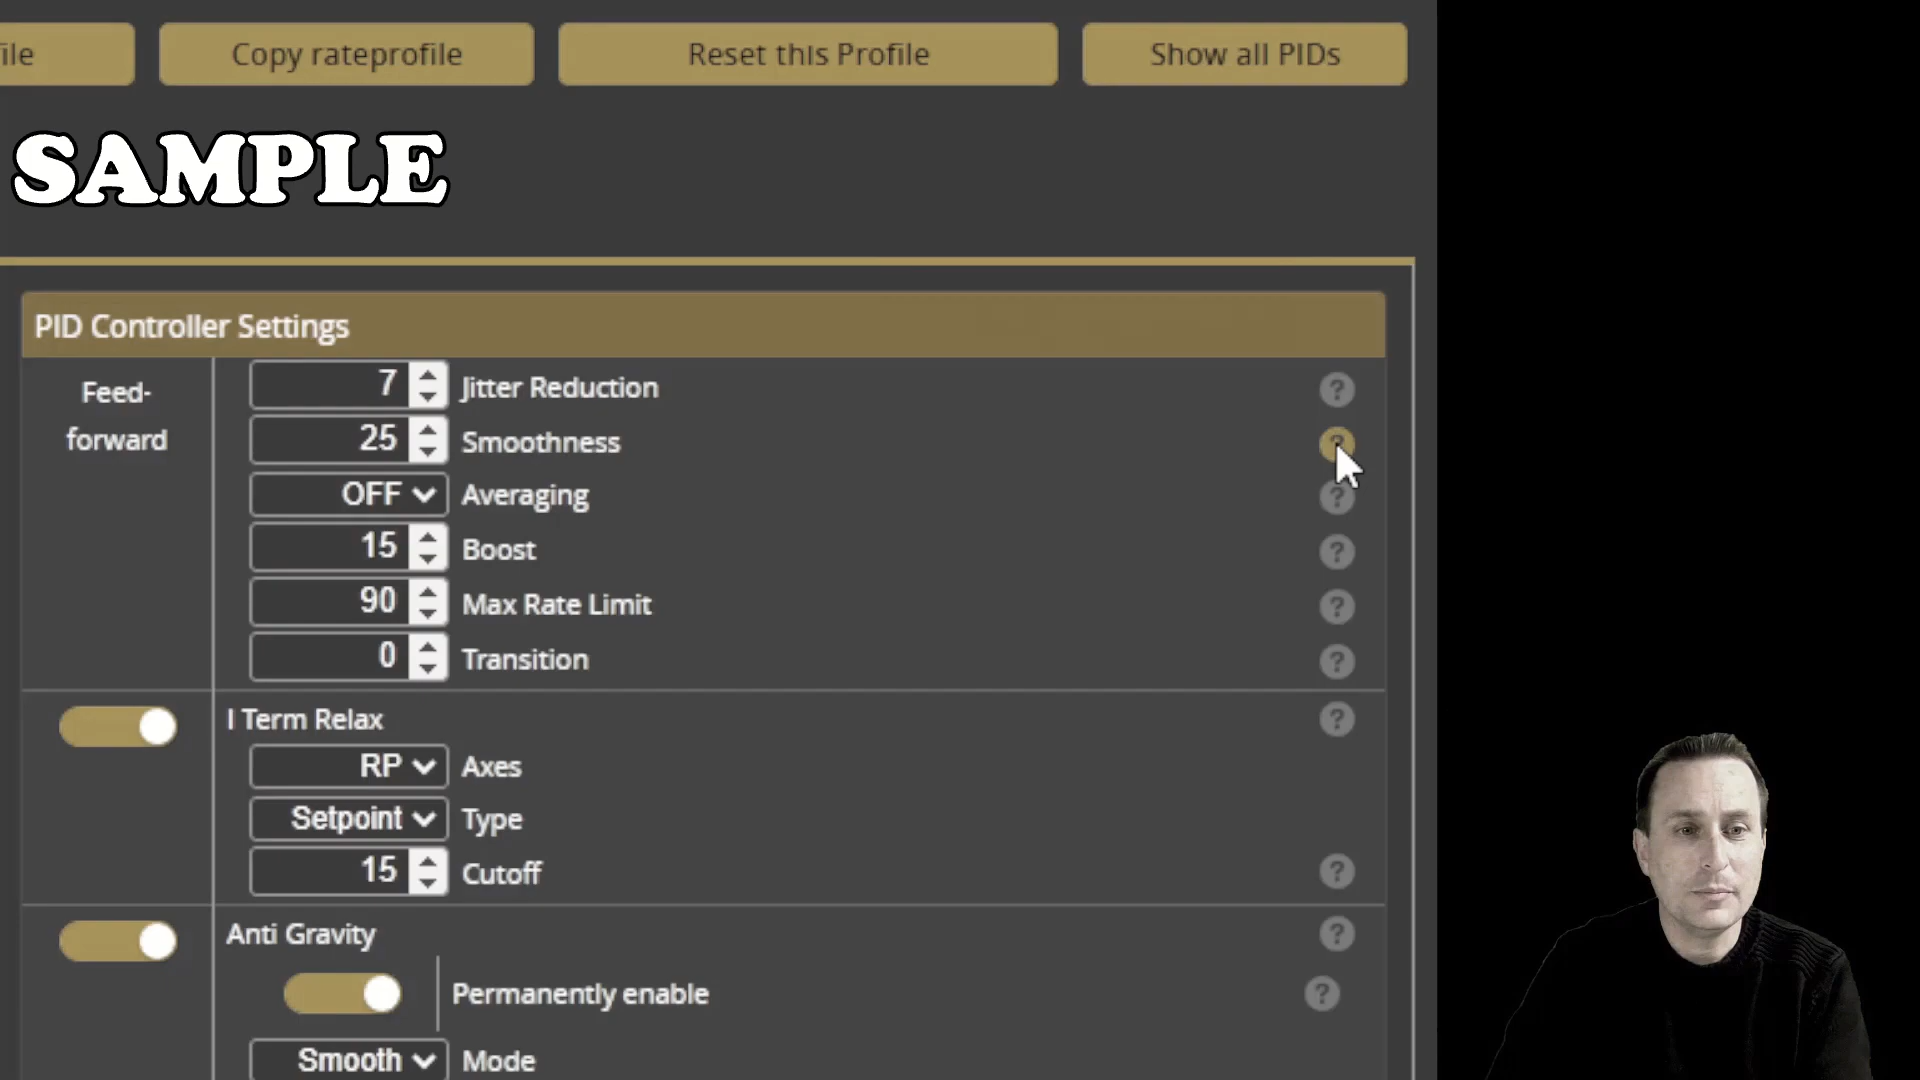 file
Copy rateprofile
Reset this Profile
Show all PIDs
SAMPLE
PID Controller Settings
Feed-
forward
7 Jitter Reduction ?
25 Smoothness ?
OFF Averaging ?
15 Boost ?
90 Max Rate Limit ?
0 Transition ?
I Term Relax ?
RP Axes
Setpoint Type
15 Cutoff ?
Anti Gravity ?
Permanently enable ?
Smooth Mode